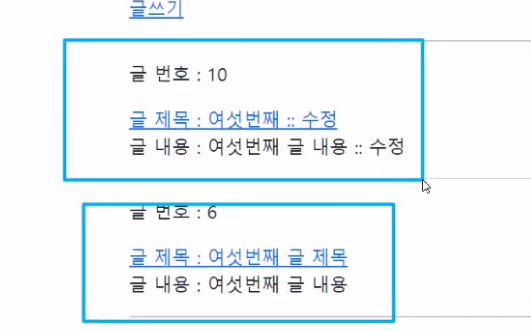 글쓰기
글 번호 : 10
글 제목 : 여섯번째 :: 수정
글 내용 : 여섯번째 글 내용 :: 수정
글 번호 : 6
글 제목 : 여섯번째 글 제목
글 내용 : 여섯번째 글 내용